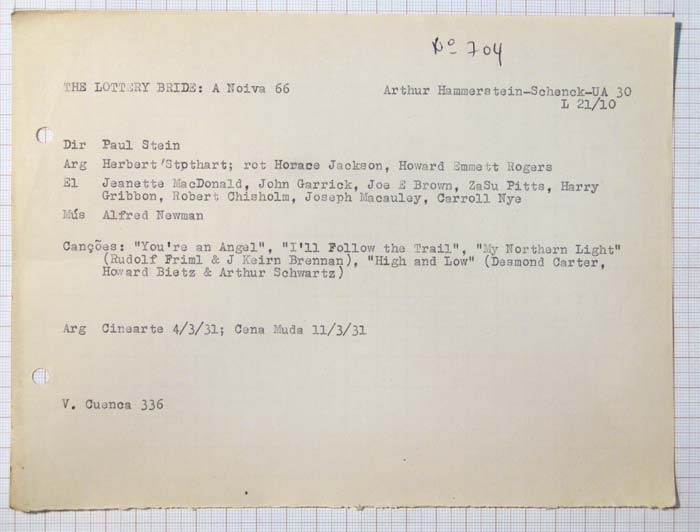 Nº 704
THE LOTTERY BRIDE: A Noiva 66 Arthur Hammerstein-Schenck-UA 30
L 21/10
Dir Paul Stein
Arg Herbert'Stpthart; rot Horace Jackson, Howard Emmett Rogers
El Jeanette MacDonald, John Garrick, Joe E Brown, ZaSu Pitts, Harry
Gribbon, Robert Chisholm, Joseph Macauley, Carroll Nye
Mús Alfred Newman
Canções: "You're an Angel", "I'll Follow the Trail", "My Northern Light"
(Rudolf Friml & J Keirn Brennan), "High and Low" (Desmond Carter,
Howard Bietz & Arthur Schwartz)
Arg Cinearte 4/3/31; Cena Muda 11/3/31
V. Cuenca 336